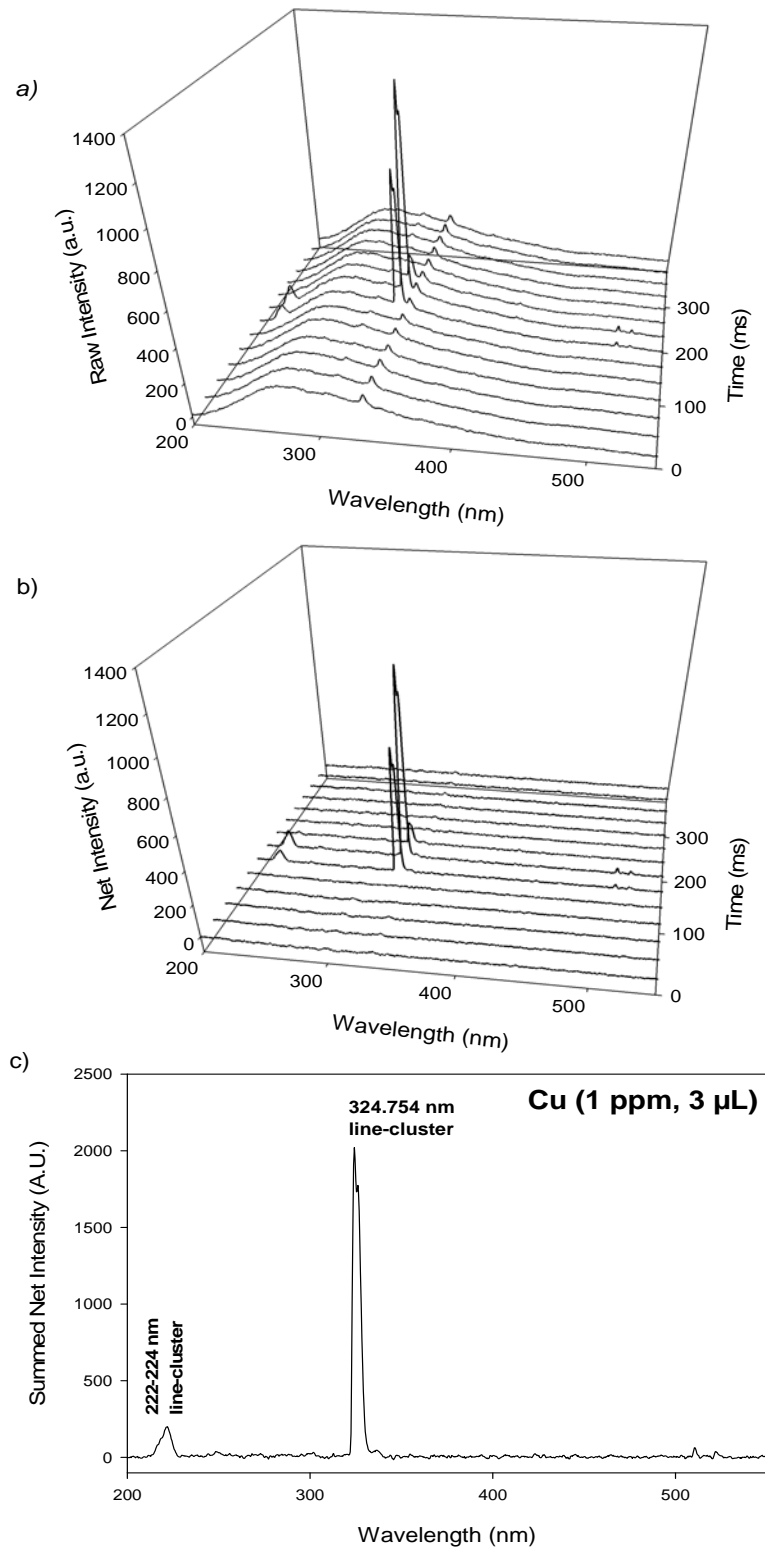 a)
1400
1200
1000
800
600
400
200
0
Raw Intensity (a.u.)
200
300
400
500
Wavelength (nm)
0
100
200
300
Time (ms)
b)
1400
1200
1000
800
600
400
200
0
Net Intensity (a.u.)
200
300
400
500
Wavelength (nm)
0
100
200
300
Time (ms)
c)
2500
2000
1500
1000
500
0
Summed Net Intensity (A.U.)
324.754 nm
line-cluster
Cu (1 ppm, 3 µL)
222-224 nm
line-cluster
200
300
400
500
Wavelength (nm)